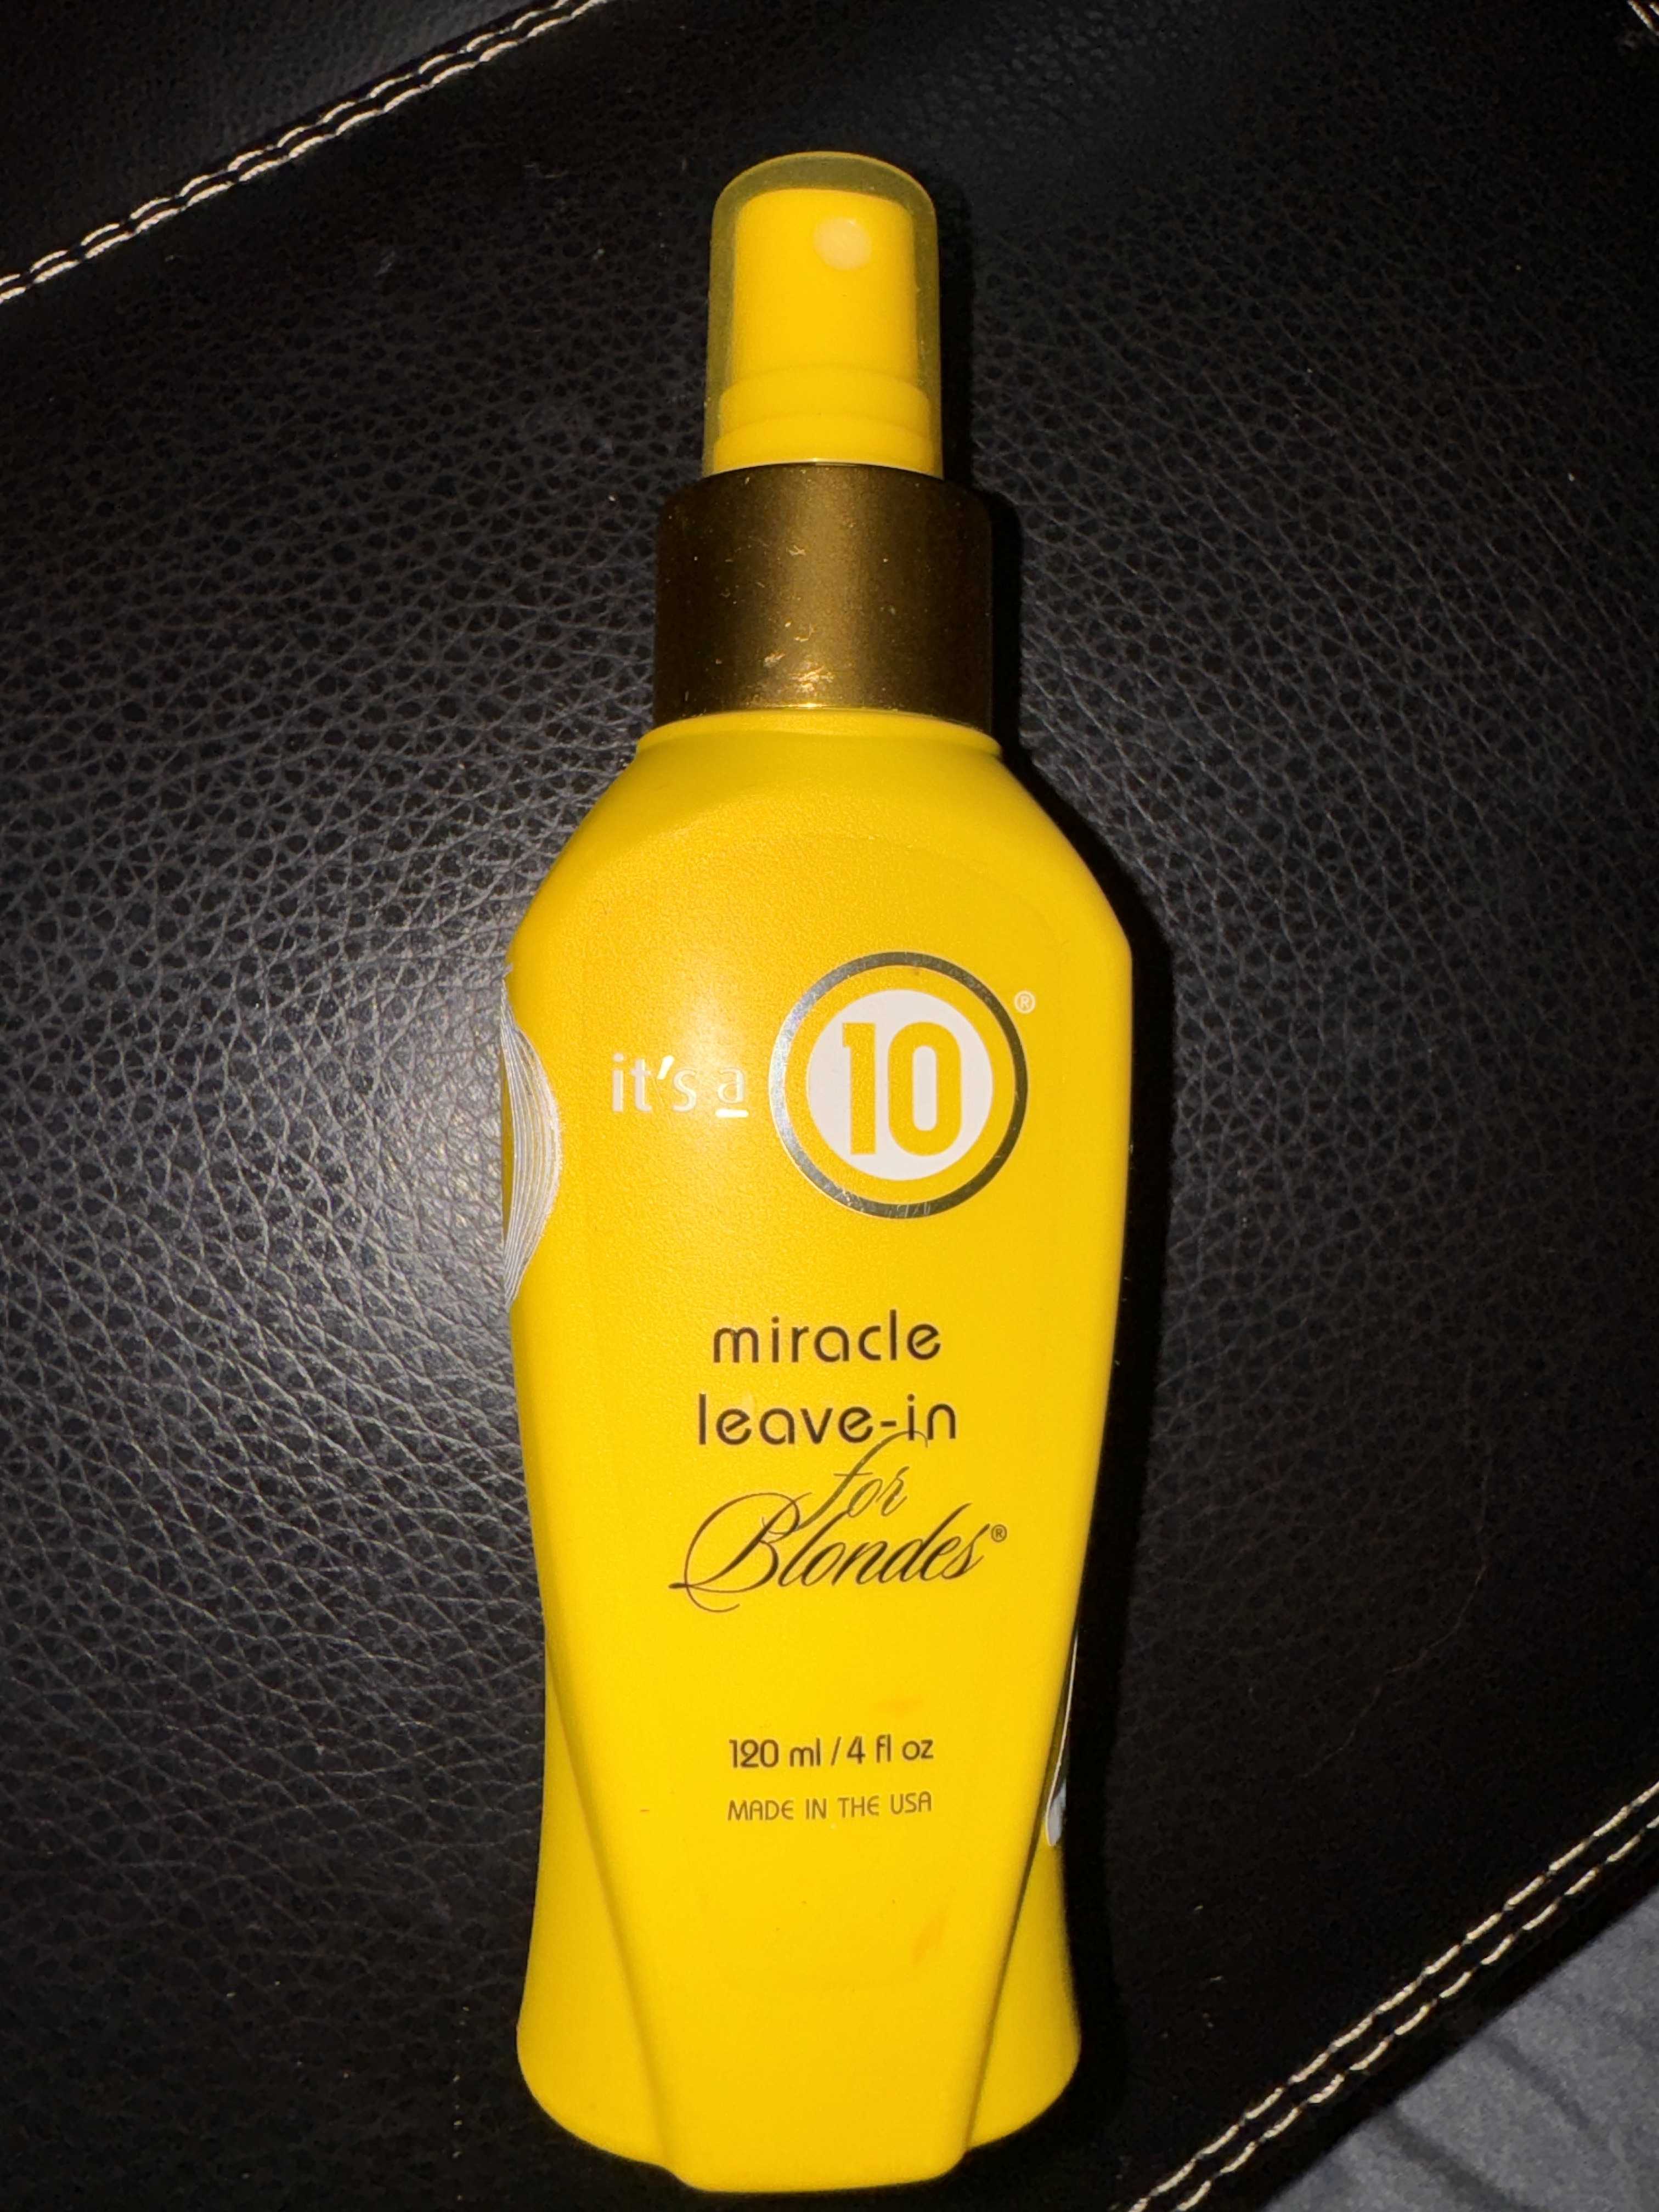 it's a 10®
miracle
leave-in
for
Blondes®
120 ml / 4 fl oz
MADE IN THE USA